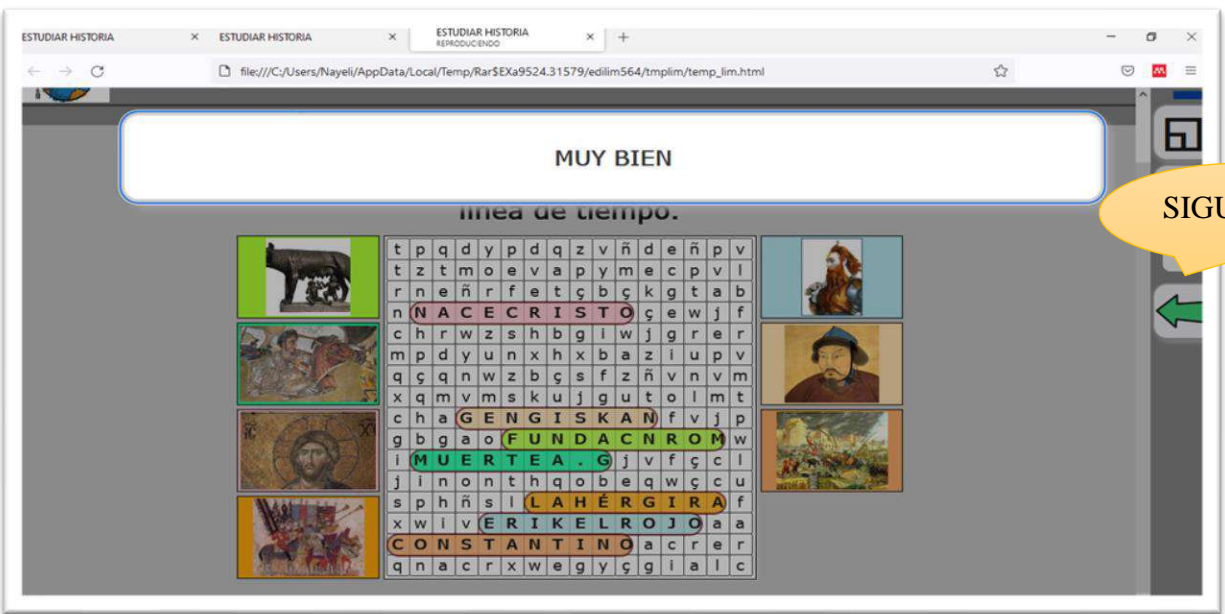 ESTUDIAR HISTORIA
ESTUDIAR HISTORIA
ESTUDIAR HISTORIA
REPRODUCIENDO
file:///C:/Users/Nayeli/AppData/Local/Temp/Rar$EXa9524.31579/edilim564/tmplim/temp_lim.html
MUY BIEN
SIGU
línea de tiempo.
t p q d y p d q z v ñ d e ñ p v
t z t m o e v a p y m e c p v l
r n e ñ r f e t ç b ç k g t a b
n N A C E C R I S T O ç e w j f
c h r w z s h b g i w j g r e r
m p d y u n x h x b a z i u p v
q ç q n w z b ç s f z ñ v n v m
x q m v m s k u j g u t o l m t
c h a G E N G I S K A N f v j p
g b g a o F U N D A C N R O M w
i M U E R T E A . G j v f ç c l
j i n o n t h q o b e q w ç c u
s p h ñ s l L A H É R G I R A f
x w i v E R I K E L R O J O a a
C O N S T A N T I N O a c r e r
q n a c r x w e g y ç g i a l c